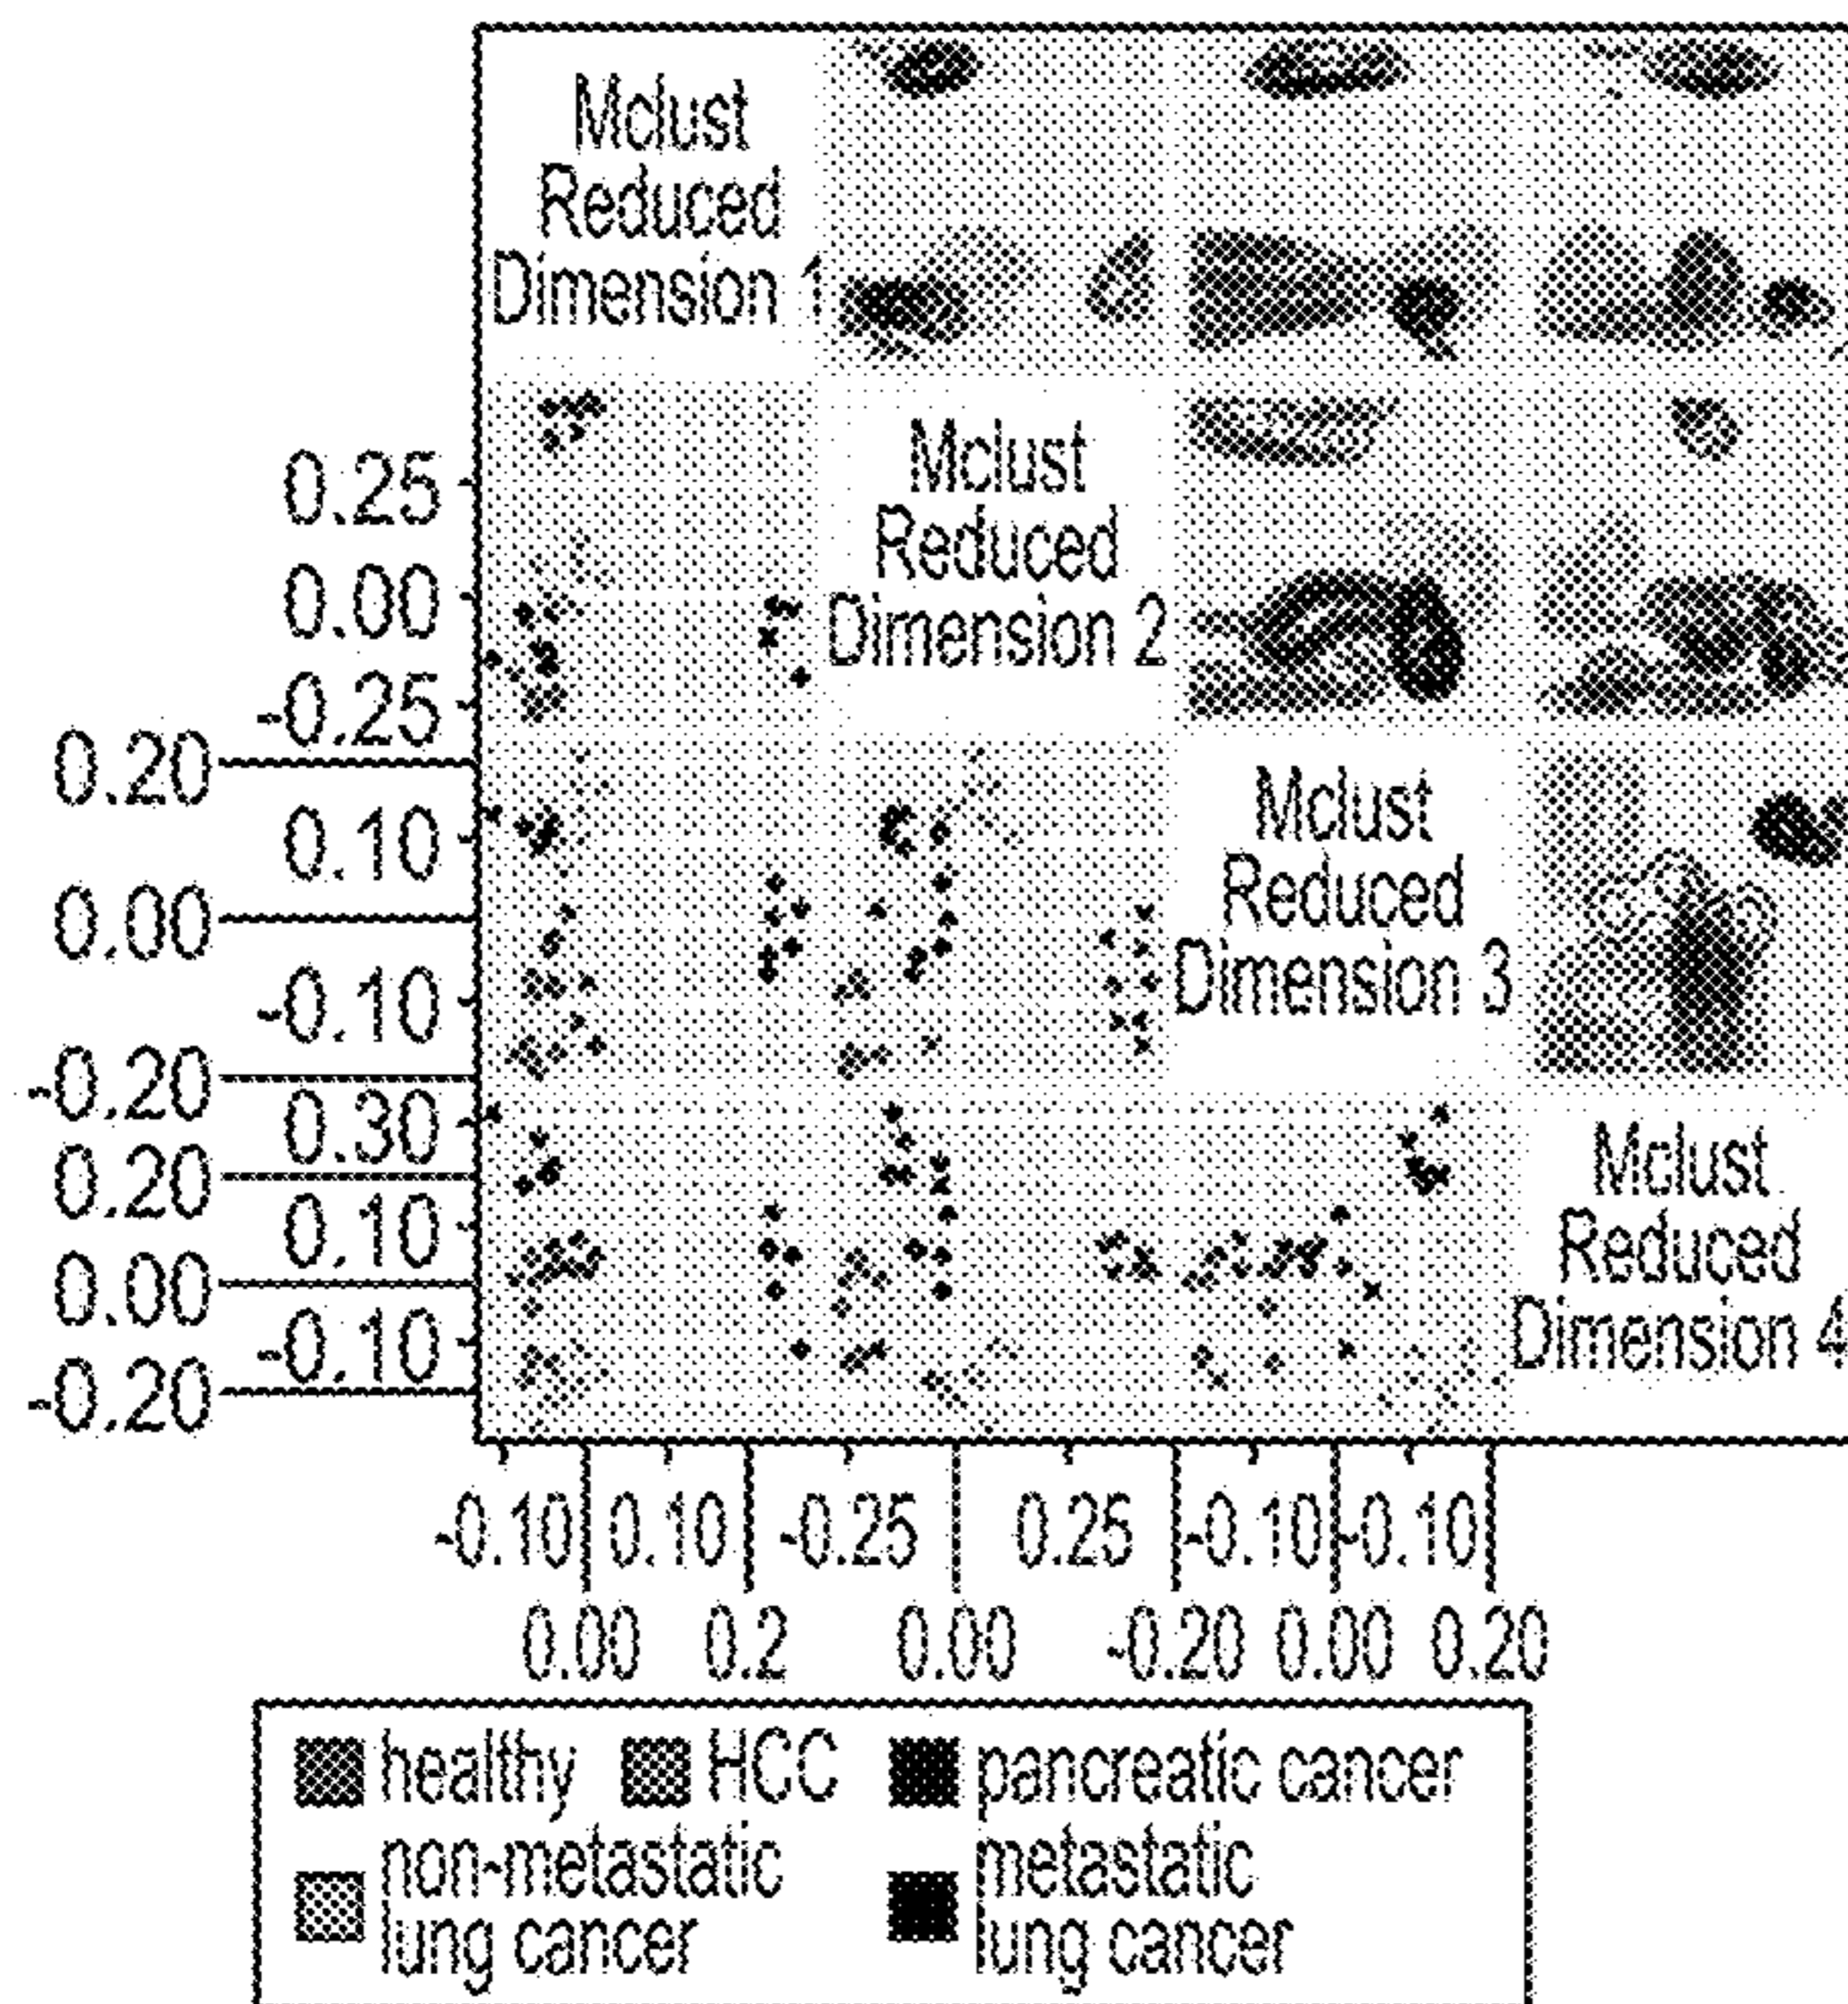 Mclust
Reduced
Dimension 1
Mclust
Reduced
Dimension 2
Mclust
Reduced
Dimension 3
Mclust
Reduced
Dimension 4
0.25
0.00
-0.25
0.20
0.10
0.00
-0.10
-0.20
0.30
0.20
0.10
0.00
-0.10
-0.20
-0.10 0.10 -0.25 0.25 -0.10 -0.10
0.00 0.2 0.00 -0.20 0.00 0.20
healthy HCC pancreatic cancer
non-metastatic metastatic
lung cancer lung cancer